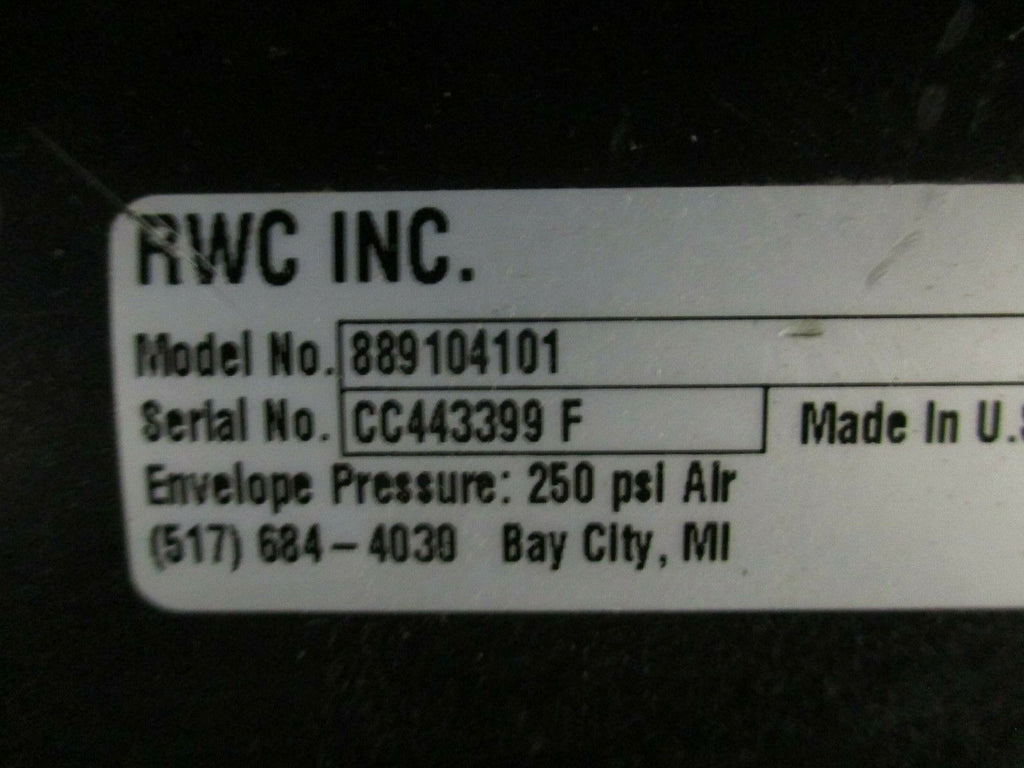 RWC INC.
Model No. 889104101
Serial No. CC443399 F Made In U.S
Envelope Pressure: 250 psi Air
(517) 684-4030 Bay City, MI